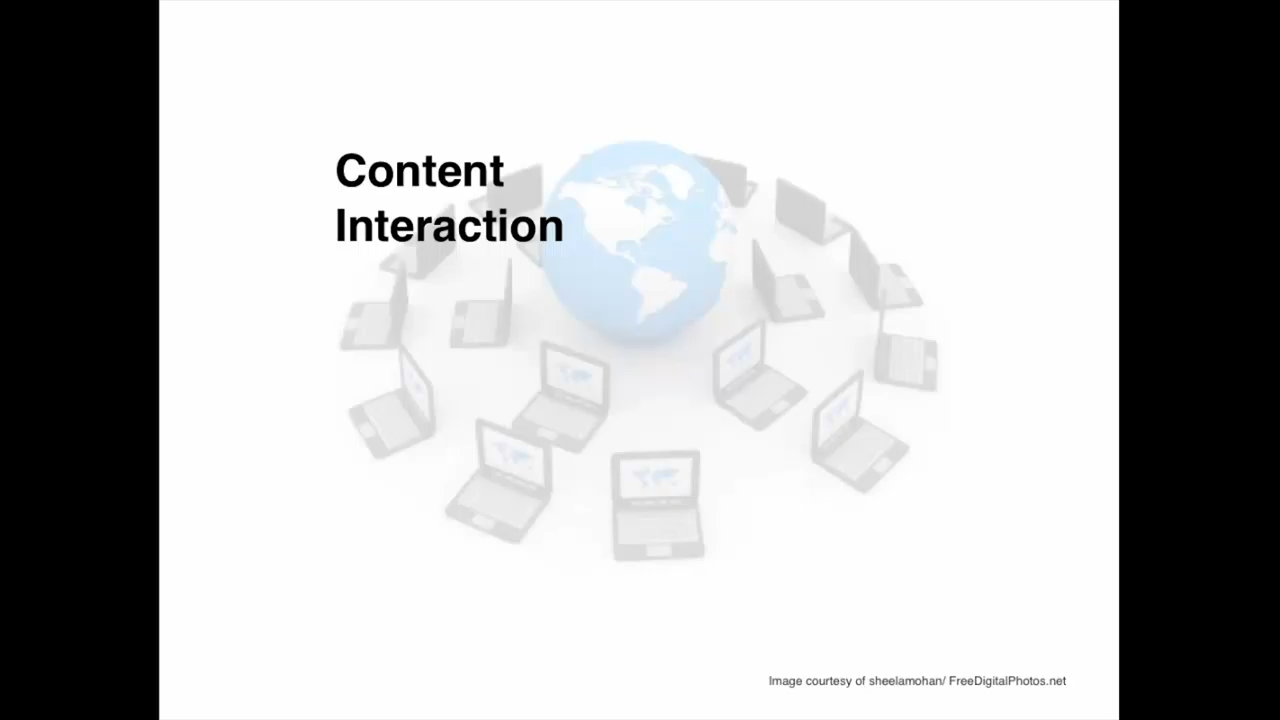 Content
Interaction
Image courtesy of sheelamohan/ FreeDigitalPhotos.net